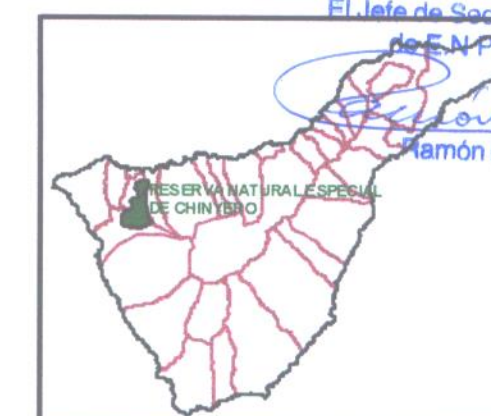 El Jefe de Sec
de E.N.P
Ramón
RESERVA NATURAL ESPECIAL
DE CHINYERO